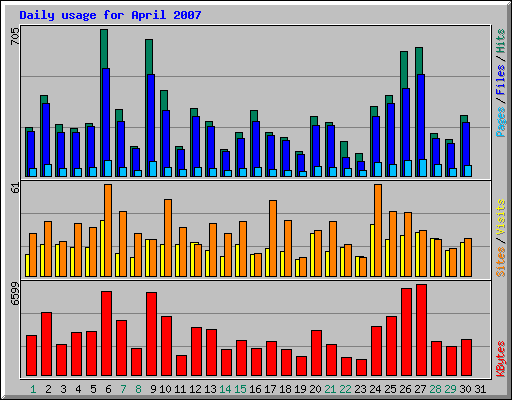 Daily usage for April 2007
705
Pages / Files / Hits
61
Sites / Visits
6599
KBytes
1 2 3 4 5 6 7 8 9 10 11 12 13 14 15 16 17 18 19 20 21 22 23 24 25 26 27 28 29 30 31